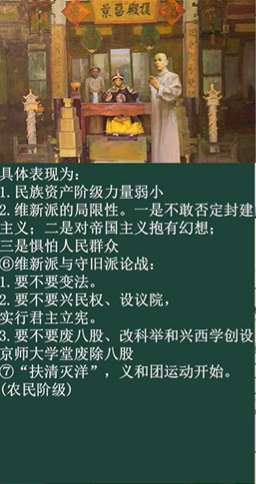 具体表现为:
1.民族资产阶级力量弱小
2.维新派的局限性。一是不敢否定封建
主义；二是对帝国主义抱有幻想；
三是惧怕人民群众
⑥维新派与守旧派论战:
1.要不要变法。
2.要不要兴民权、设议院，
实行君主立宪。
3.要不要废八股、改科举和兴西学创设
京师大学堂废除八股
⑦“扶清灭洋”，义和团运动开始。
(农民阶级)